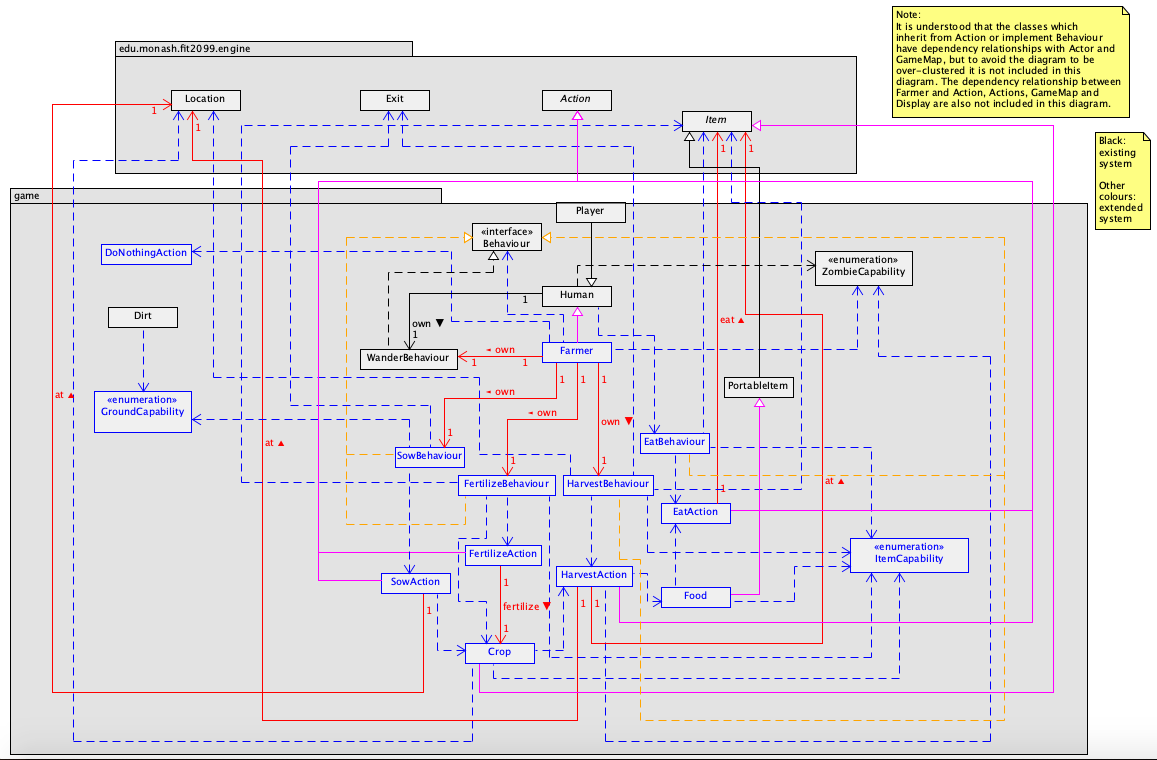 Note:
It is understood that the classes which
inherit from Action or implement Behaviour
have dependency relationships with Actor and
GameMap, but to avoid the diagram to be
over-clustered it is not included in this
diagram. The dependency relationship between
Farmer and Action, Actions, GameMap and
Display are also not included in this diagram.
edu.monash.fit2099.engine
Location
Exit
Action
Item
1
1
1
1
Black:
existing
system
Other
colours:
extended
system
game
Player
«interface»
Behaviour
DoNothingAction
«enumeration»
ZombieCapability
Human
1
Dirt
own ▼
1
eat ▲
WanderBehaviour
◄ own
1
1
Farmer
1
1
1
PortableItem
at ▲
«enumeration»
GroundCapability
◄ own
◄ own
own ▼
1
at ▲
EatBehaviour
SowBehaviour
1
1
FertilizeBehaviour
HarvestBehaviour
1
at ▲
EatAction
FertilizeAction
«enumeration»
ItemCapability
SowAction
1
HarvestAction
Food
1
fertilize ▼
1
1
1
Crop